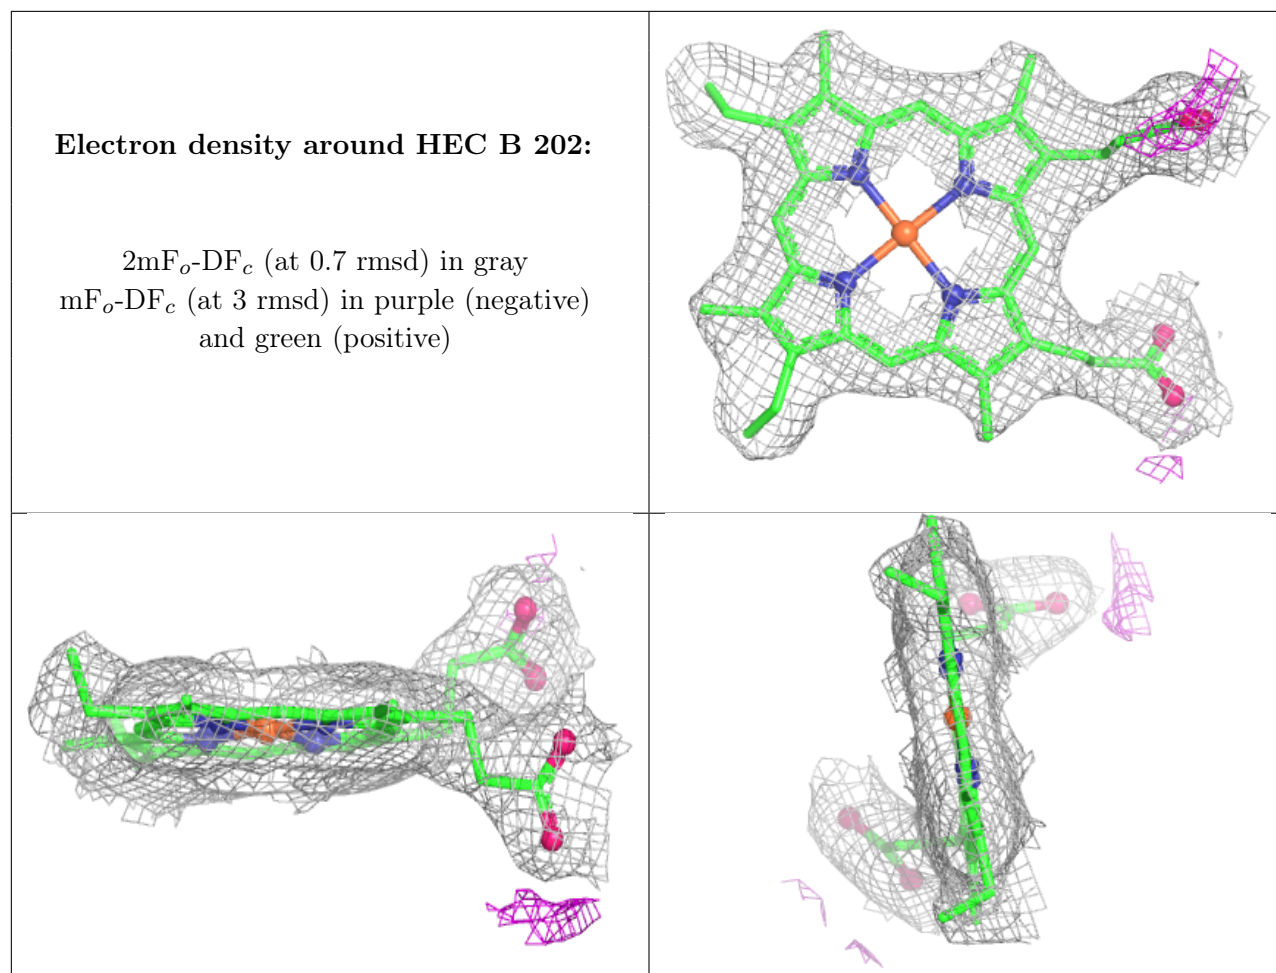 Electron density around HEC B 202:
2mFo-DFc (at 0.7 rmsd) in gray
mFo-DFc (at 3 rmsd) in purple (negative)
and green (positive)